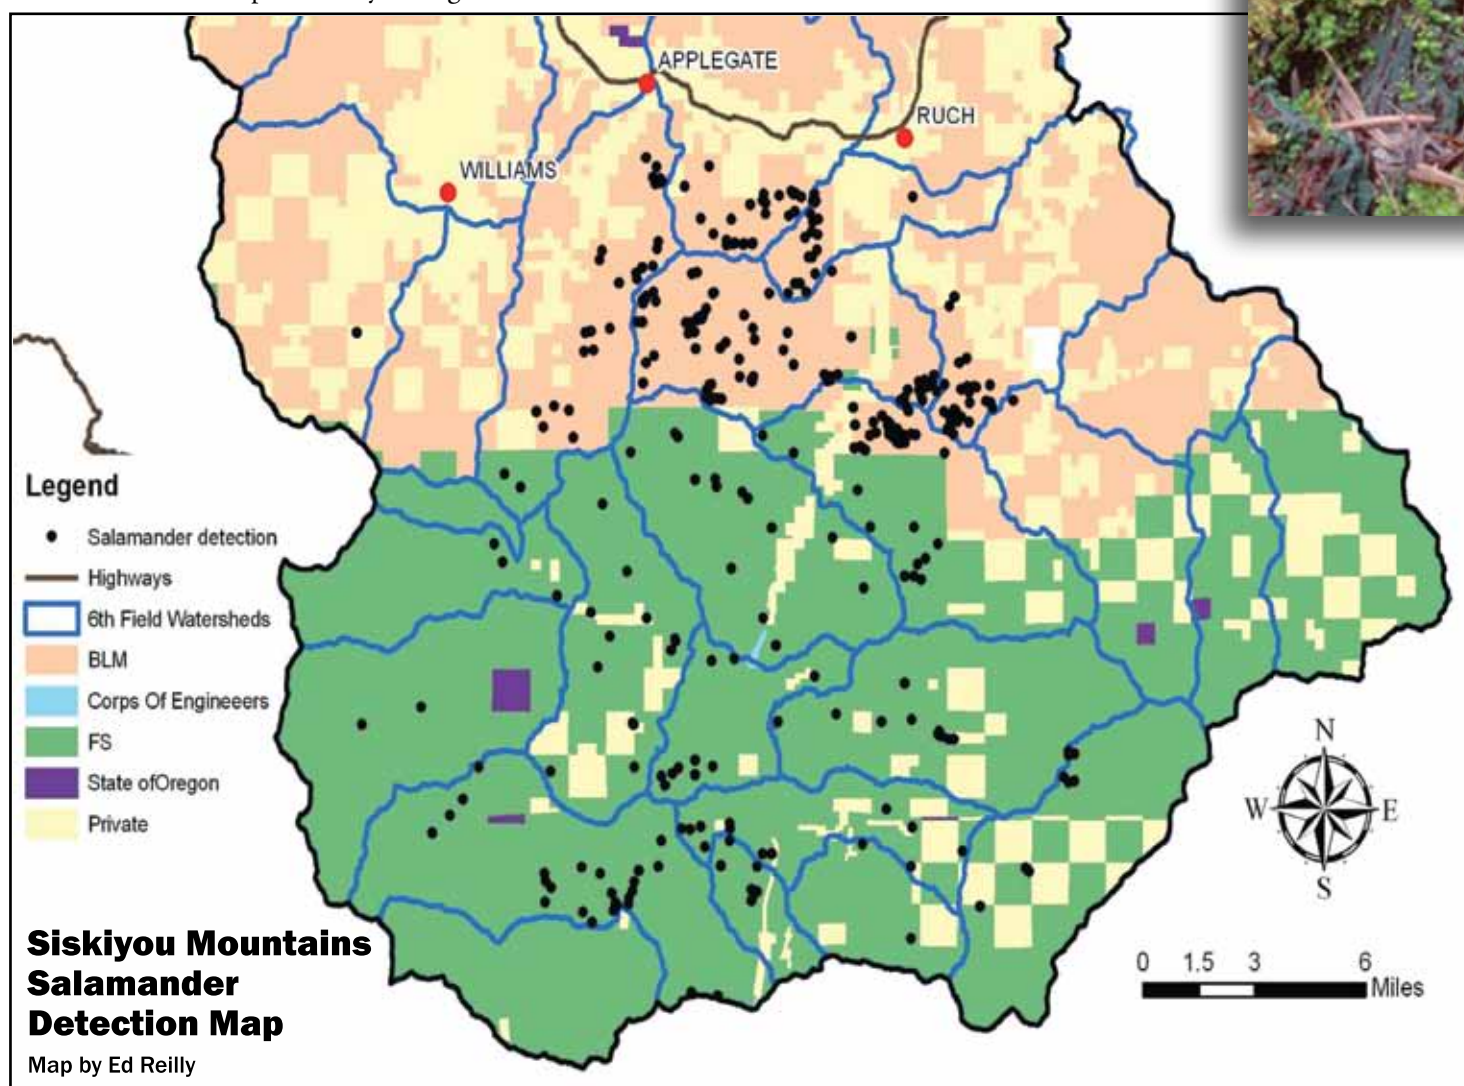 APPLEGATE
RUCH
WILLIAMS
Legend
Salamander detection
Highways
6th Field Watersheds
BLM
Corps Of Engineeers
FS
State ofOregon
Private
N
W E
S
0 1.5 3 6
Miles
Siskiyou Mountains
Salamander
Detection Map
Map by Ed Reilly